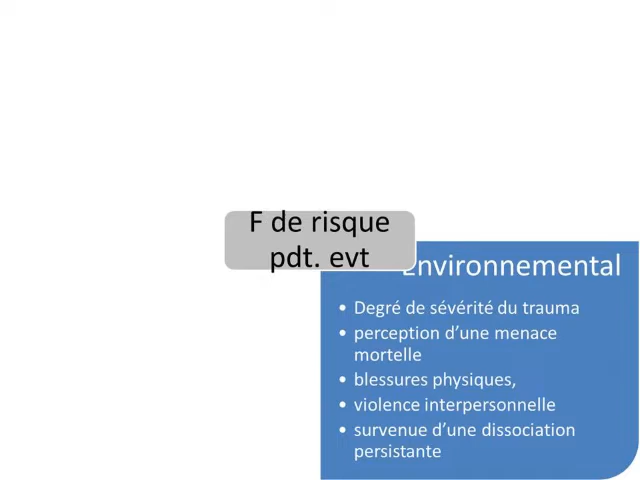 F de risque
pdt. evt
Environnemental
• Degré de sévérité du trauma
• perception d’une menace
mortelle
• blessures physiques,
• violence interpersonnelle
• survenue d’une dissociation
persistante